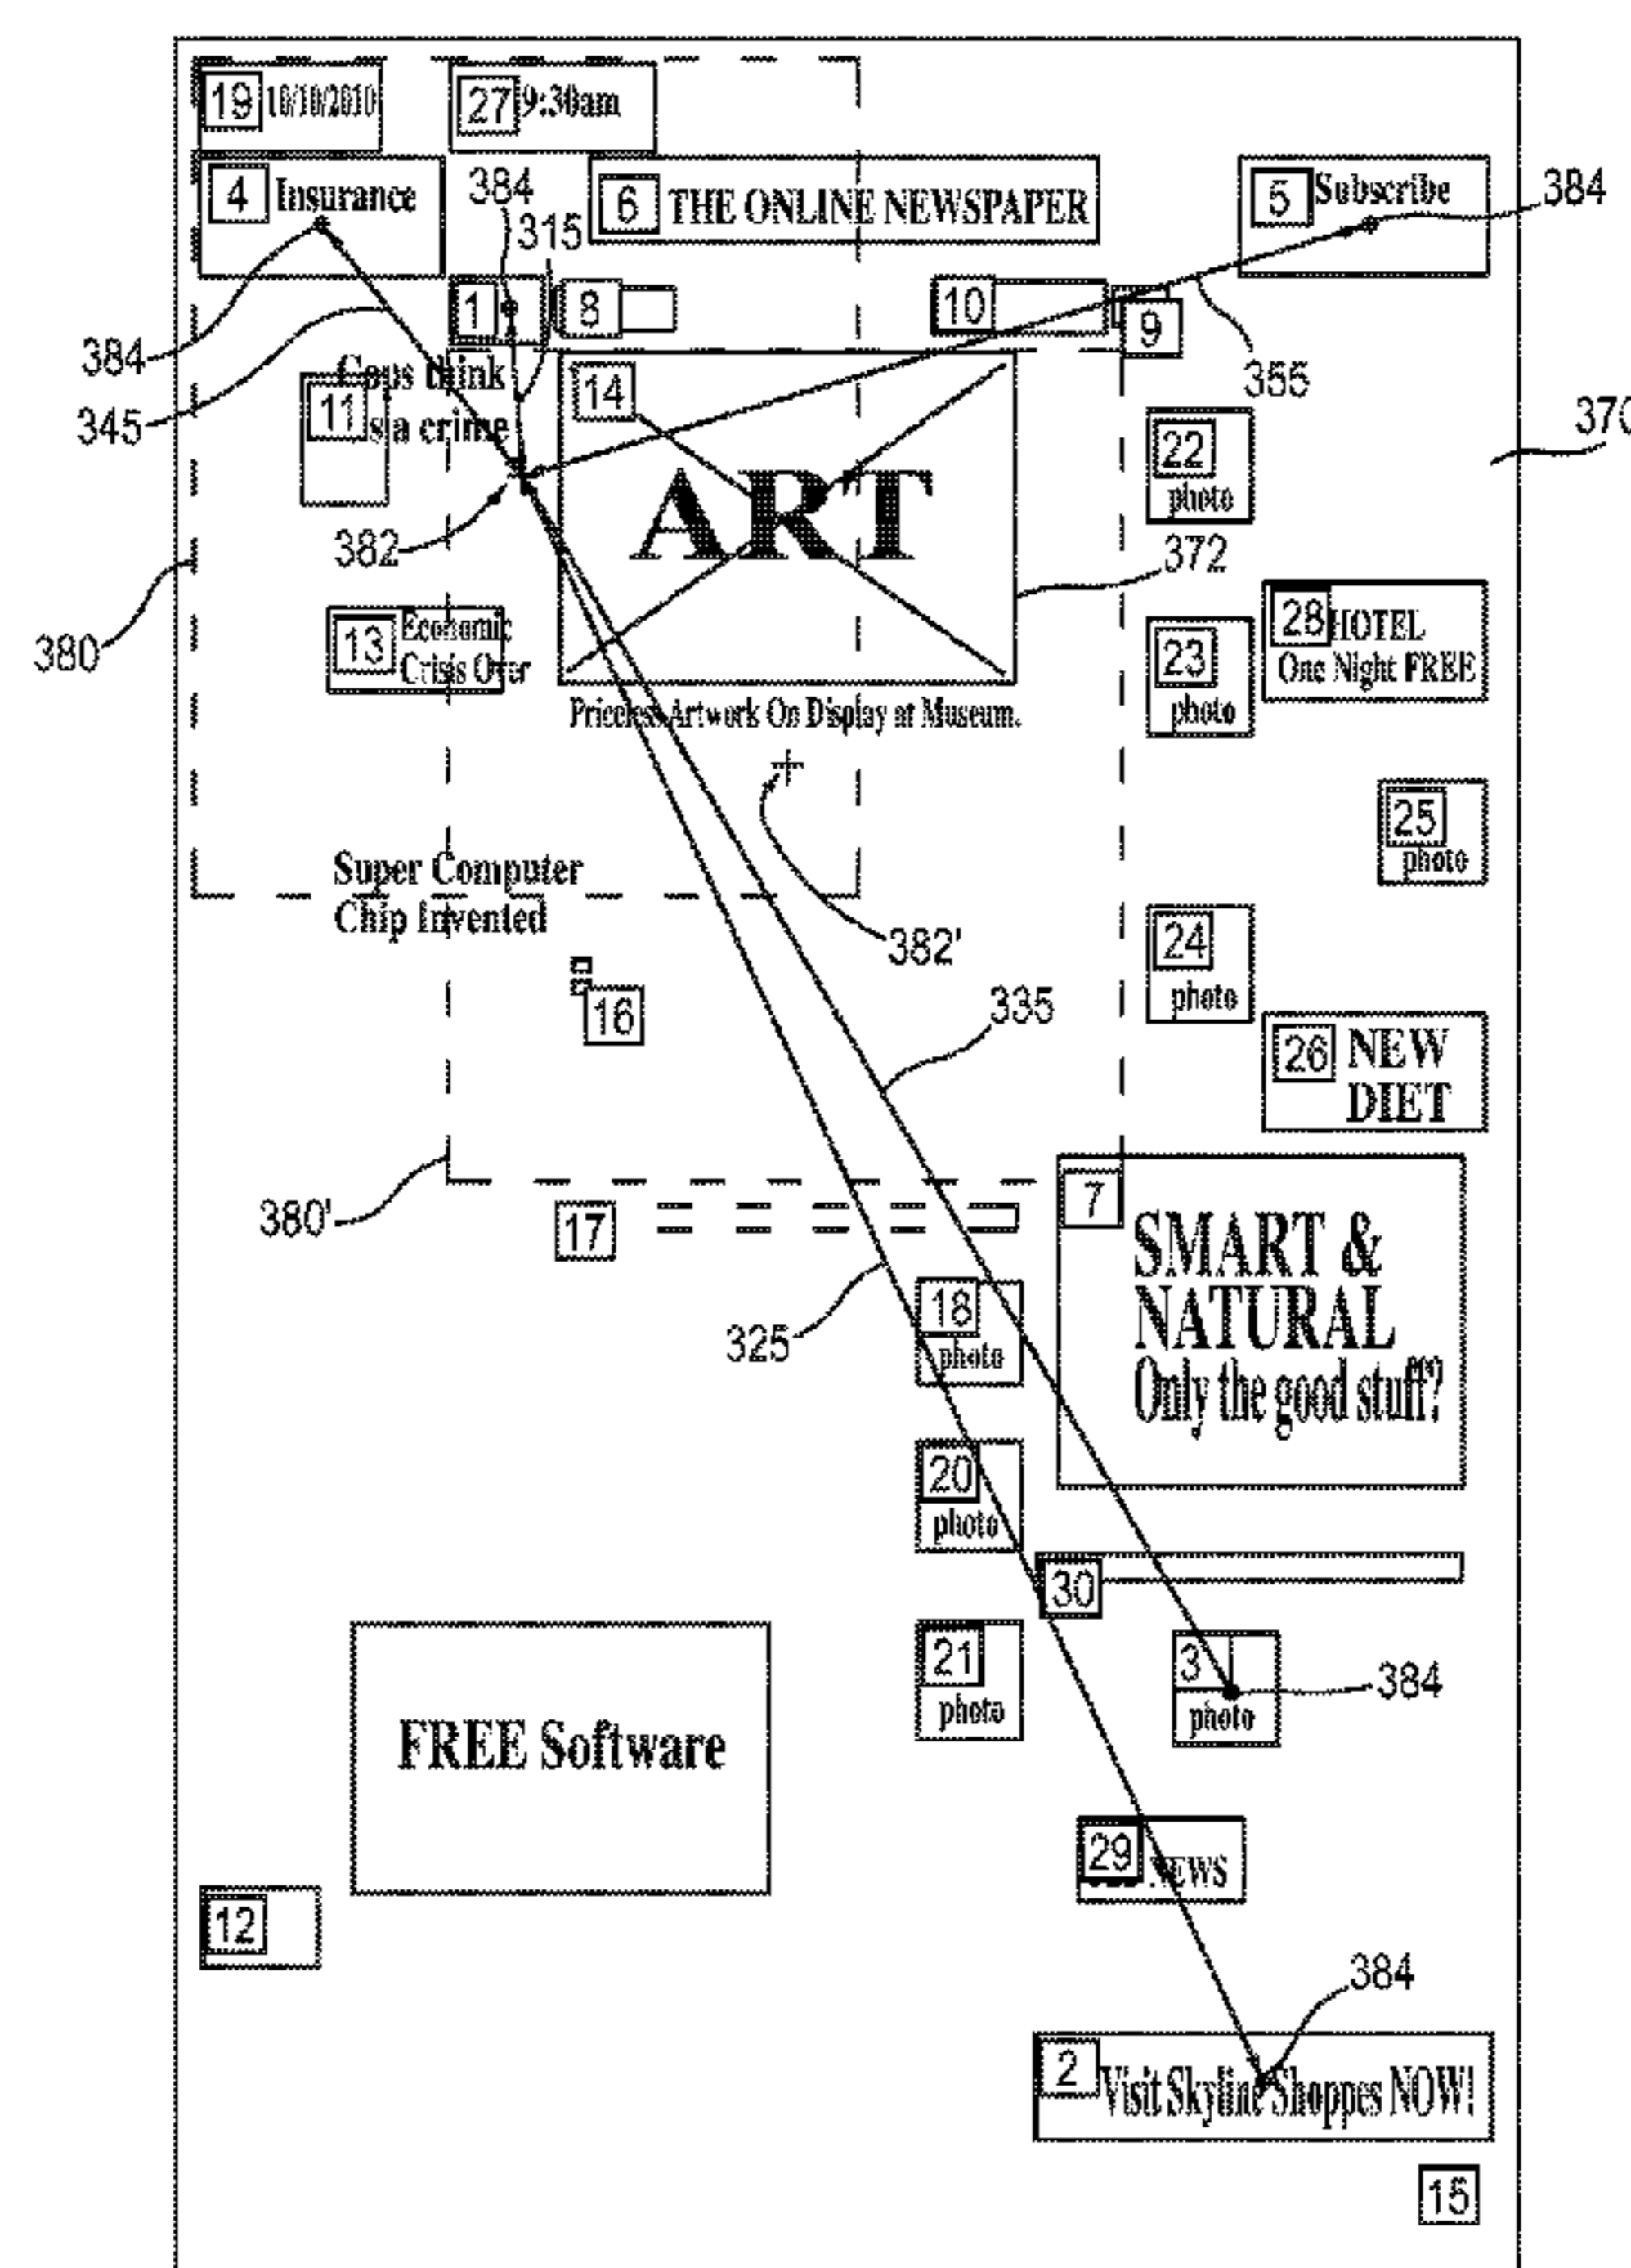 19 10/10/2010
27 9:30am
4 Insurance
384
315
6 THE ONLINE NEWSPAPER
5 Subscribe
384
1
8
10
9
384
345
355
370
Cops think
11 s a crime
14
ART
22
photo
382
372
380
13 Economic
Crisis Over
23
photo
28 HOTEL
One Night FREE
Priceless Artwork On Display at Museum.
25
photo
Super Computer
Chip Invented
382'
24
photo
16
335
26 NEW
DIET
380'
17
7
SMART &
NATURAL
Only the good stuff?
325
18
photo
20
photo
30
21
photo
3
photo
384
FREE Software
29 NEWS
12
384
2 Visit Skyline Shoppes NOW!
15